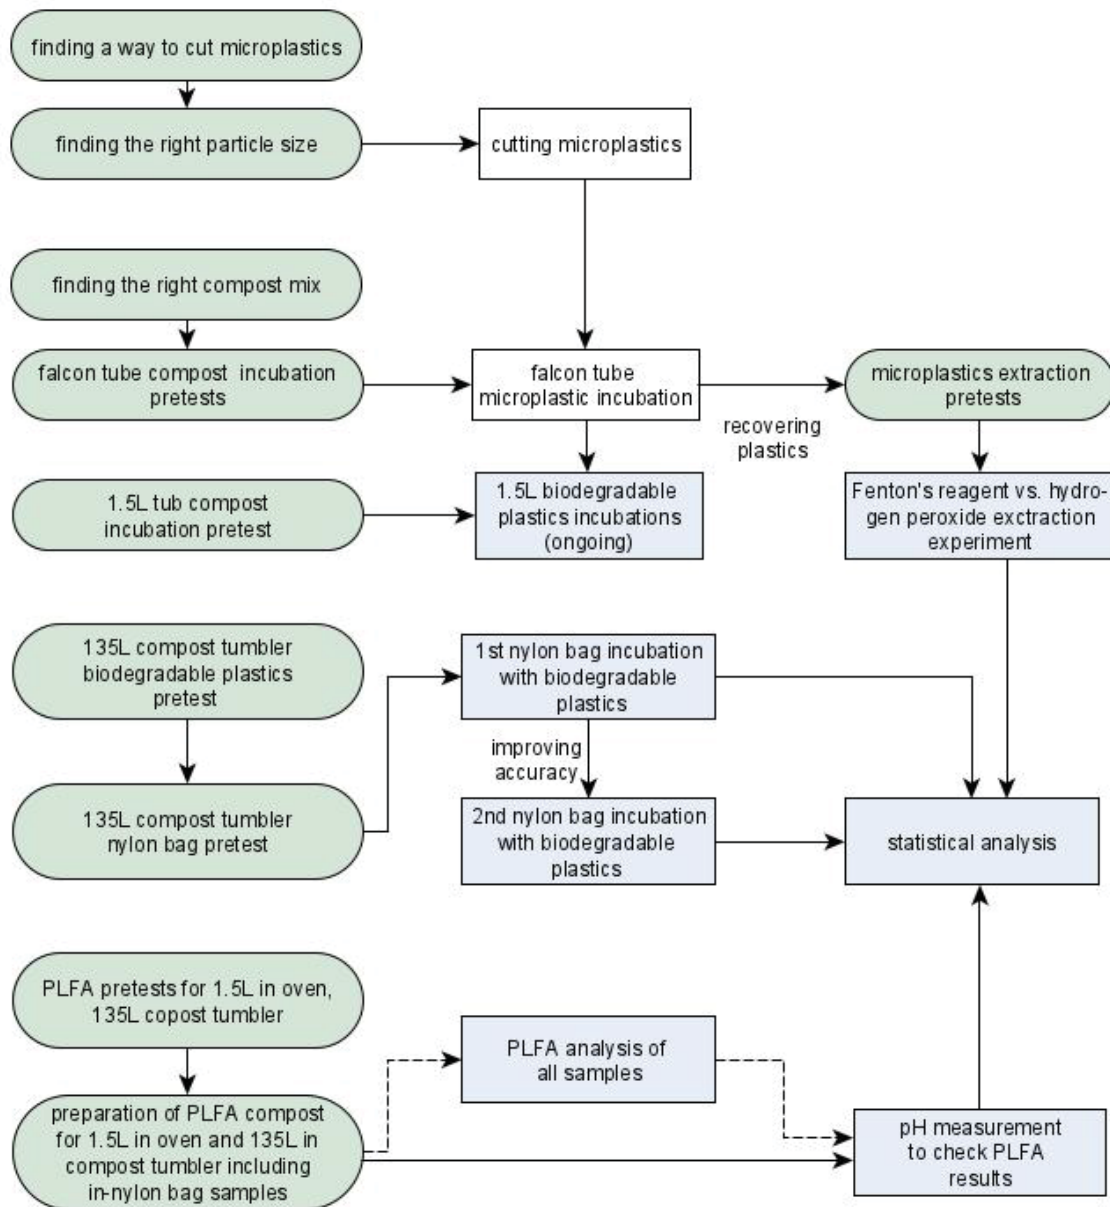 finding a way to cut microplastics
finding the right particle size
cutting microplastics
finding the right compost mix
falcon tube compost incubation
pretests
falcon tube
microplastic incubation
microplastics extraction
pretests
recovering
plastics
1.5L tub compost
incubation pretest
1.5L biodegradable
plastics incubations
(ongoing)
Fenton's reagent vs. hydro-
gen peroxide exctraction
experiment
135L compost tumbler
biodegradable plastics
pretest
1st nylon bag incubation
with biodegradable
plastics
improving
accuracy
135L compost tumbler
nylon bag pretest
2nd nylon bag incubation
with biodegradable
plastics
statistical analysis
PLFA pretests for 1.5L in oven,
135L copost tumbler
PLFA analysis of
all samples
preparation of PLFA compost
for 1.5L in oven and 135L in
compost tumbler including
in-nylon bag samples
pH measurement
to check PLFA
results